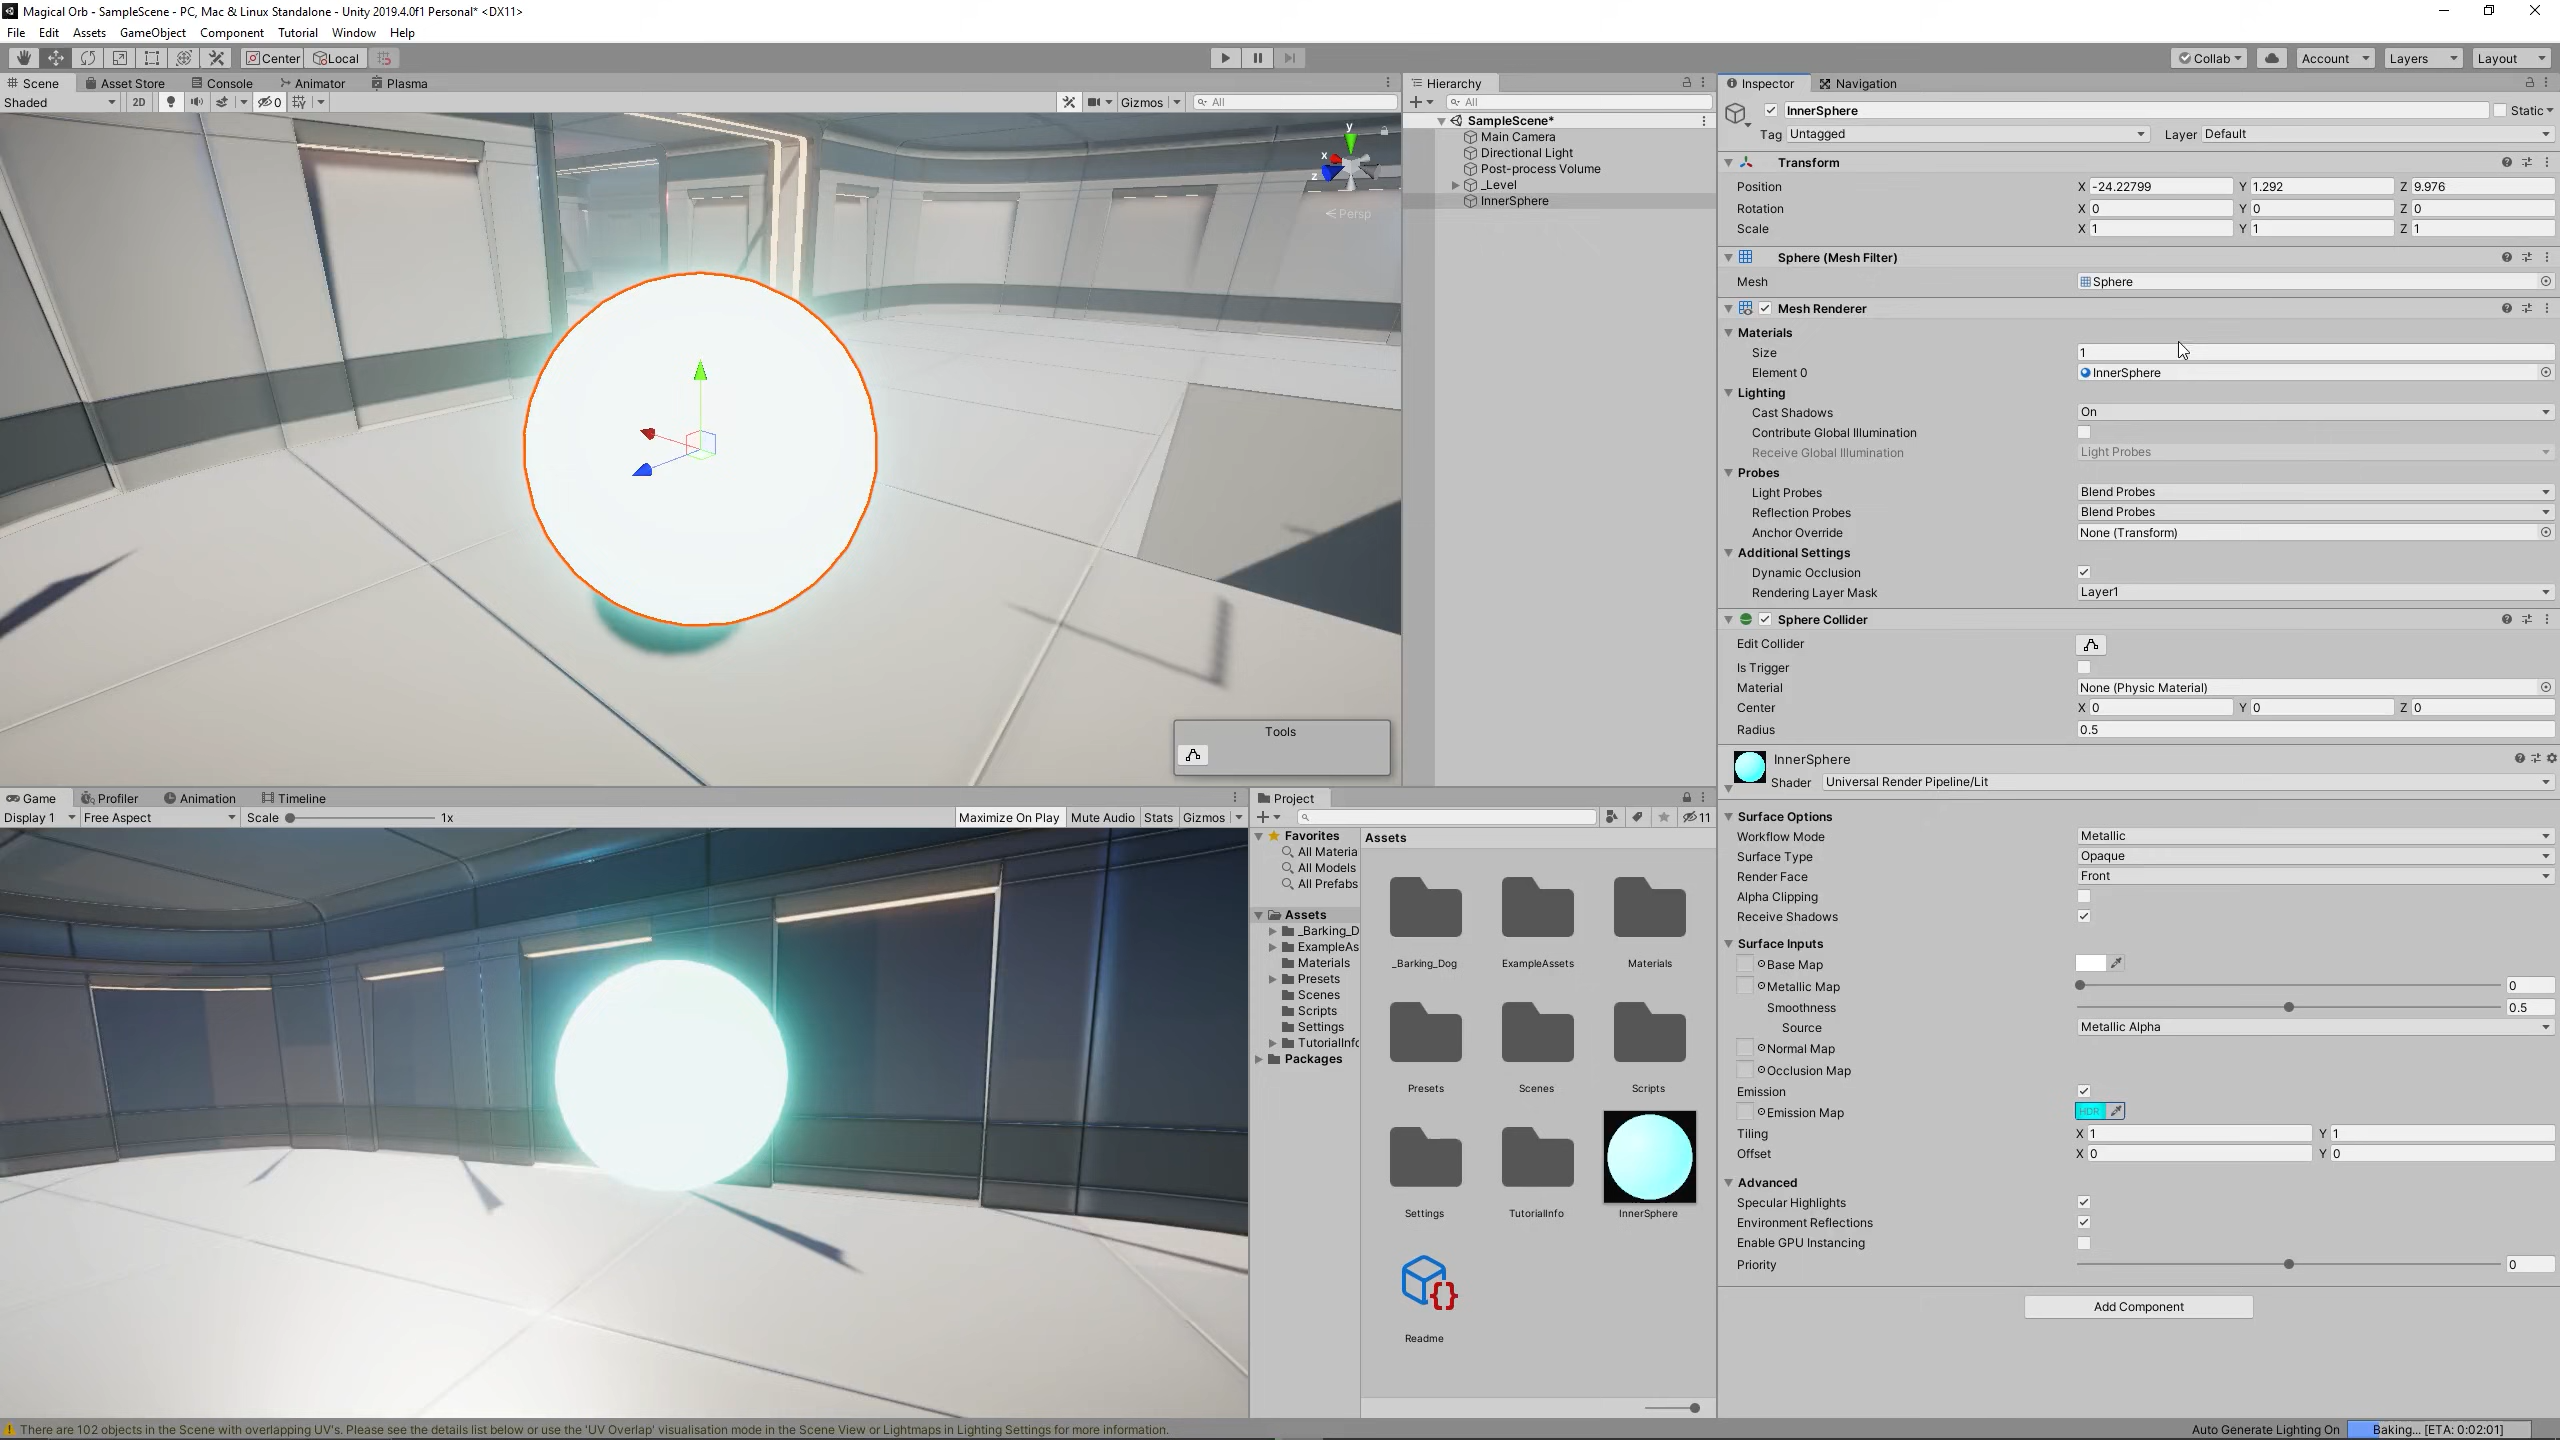 Magical Orb - SampleScene - PC, Mac & Linux Standalone - Unity 2019.4.0f1 Personal* <DX11>
File Edit Assets GameObject Component Tutorial Window Help
Center Local Collab Account Layers Layout
Scene Asset Store Console Animator Plasma
Shaded 2D 0 Gizmos All
y
x
z
Persp
Tools
Hierarchy
All
SampleScene*
Main Camera
Directional Light
Post-process Volume
_Level
InnerSphere
Game Profiler Animation Timeline
Display 1 Free Aspect Scale 1x Maximize On Play Mute Audio Stats Gizmos
Project
11
Favorites
All Materia
All Models
All Prefabs
Assets
_Barking_D
ExampleAs
Materials
Presets
Scenes
Scripts
Settings
TutorialInfo
Packages
Assets
_Barking_Dog ExampleAssets Materials
Presets Scenes Scripts
Settings TutorialInfo InnerSphere
Readme
Inspector Navigation
InnerSphere Static
Tag Untagged Layer Default
Transform
Position X -24.22799 Y 1.292 Z 9.976
Rotation X 0 Y 0 Z 0
Scale X 1 Y 1 Z 1
Sphere (Mesh Filter)
Mesh Sphere
Mesh Renderer
Materials
Size 1
Element 0 InnerSphere
Lighting
Cast Shadows On
Contribute Global Illumination
Receive Global Illumination Light Probes
Probes
Light Probes Blend Probes
Reflection Probes Blend Probes
Anchor Override None (Transform)
Additional Settings
Dynamic Occlusion
Rendering Layer Mask Layer1
Sphere Collider
Edit Collider
Is Trigger
Material None (Physic Material)
Center X 0 Y 0 Z 0
Radius 0.5
InnerSphere
Shader Universal Render Pipeline/Lit
Surface Options
Workflow Mode Metallic
Surface Type Opaque
Render Face Front
Alpha Clipping
Receive Shadows
Surface Inputs
Base Map
Metallic Map 0
Smoothness 0.5
Source Metallic Alpha
Normal Map
Occlusion Map
Emission
Emission Map HDR
Tiling X 1 Y 1
Offset X 0 Y 0
Advanced
Specular Highlights
Environment Reflections
Enable GPU Instancing
Priority 0
Add Component
There are 102 objects in the Scene with overlapping UV's. Please see the details list below or use the 'UV Overlap' visualisation mode in the Scene View or Lightmaps in Lighting Settings for more information.
Auto Generate Lighting On Baking... [ETA: 0:02:01]